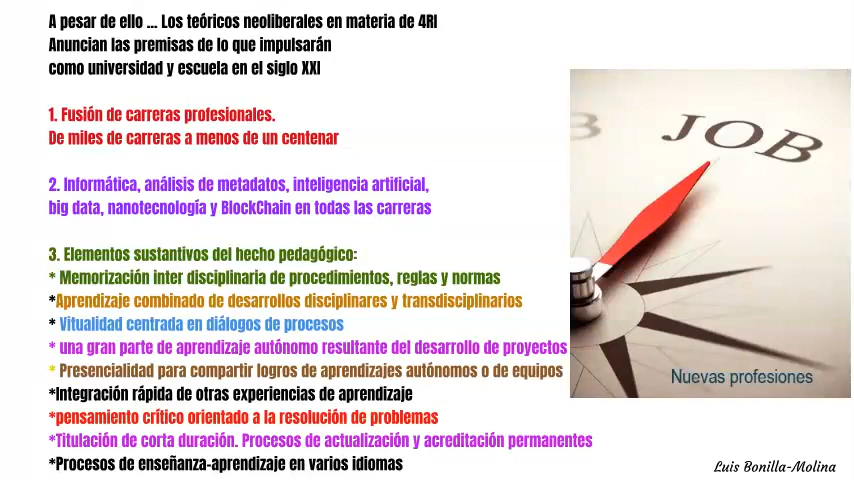 A pesar de ello ... Los teóricos neoliberales en materia de 4RI
Anuncian las premisas de lo que impulsarán
como universidad y escuela en el siglo XXI
1. Fusión de carreras profesionales.
De miles de carreras a menos de un centenar
2. Informática, análisis de metadatos, inteligencia artificial,
big data, nanotecnología y BlockChain en todas las carreras
3. Elementos sustantivos del hecho pedagógico:
* Memorización inter disciplinaria de procedimientos, reglas y normas
*Aprendizaje combinado de desarrollos disciplinares y transdisciplinarios
* Vitualidad centrada en diálogos de procesos
* una gran parte de aprendizaje autónomo resultante del desarrollo de proyectos
* Presencialidad para compartir logros de aprendizajes autónomos o de equipos
*Integración rápida de otras experiencias de aprendizaje
*pensamiento crítico orientado a la resolución de problemas
*Titulación de corta duración. Procesos de actualización y acreditación permanentes
*Procesos de enseñanza-aprendizaje en varios idiomas
B JOB
Nuevas profesiones
Luis Bonilla-Molina